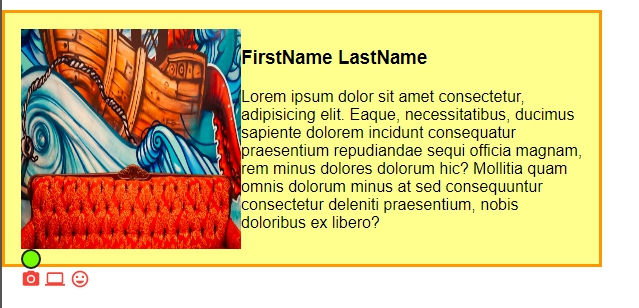 FirstName LastName
Lorem ipsum dolor sit amet consectetur,
adipisicing elit. Eaque, necessitatibus, ducimus
sapiente dolorem incidunt consequatur
praesentium repudiandae sequi officia magnam,
rem minus dolores dolorum hic? Mollitia quam
omnis dolorum minus at sed consequuntur
consectetur deleniti praesentium, nobis
doloribus ex libero?